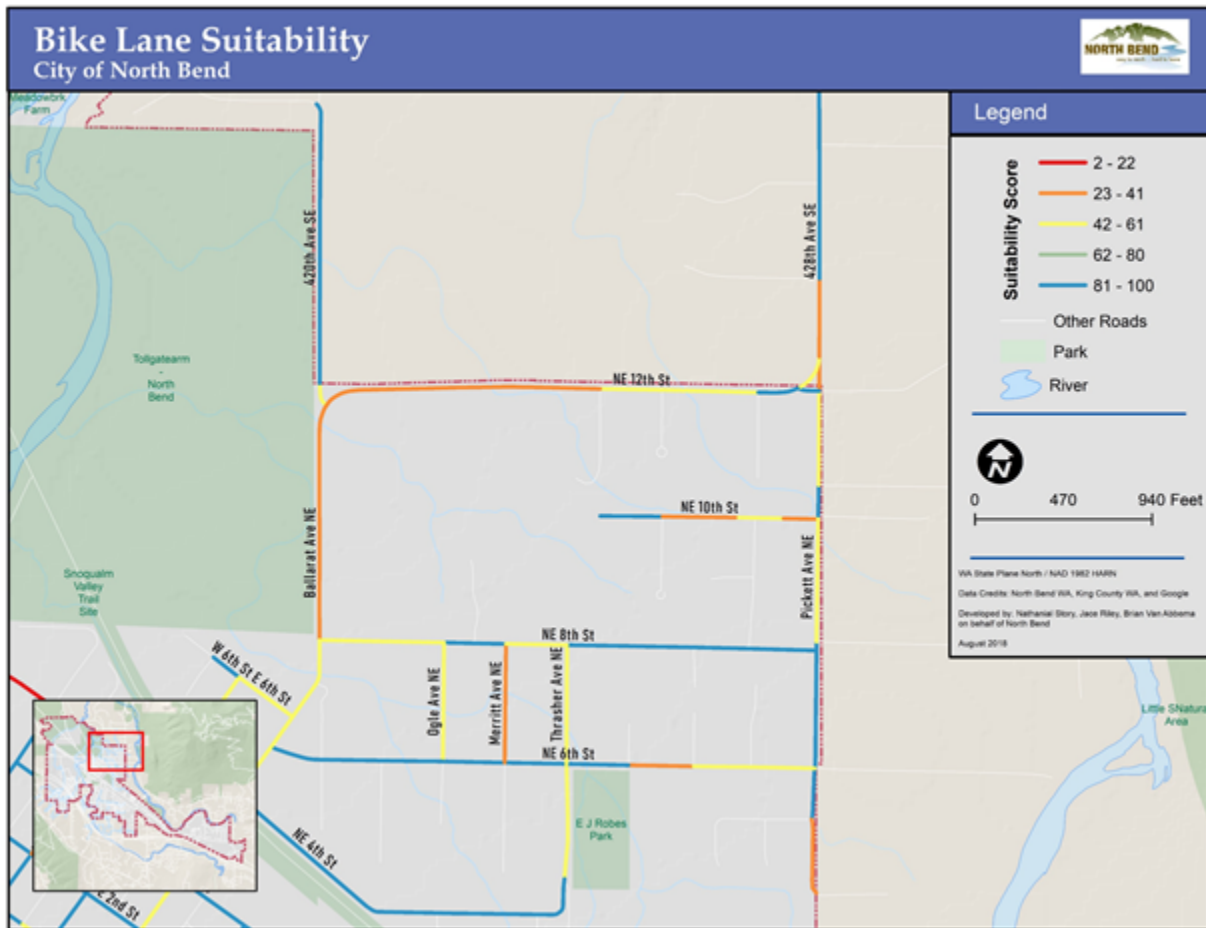 Bike Lane Suitability
City of North Bend
NORTH BEND
Meadowork
Farm
420th Ave SE
428th Ave SE
Tollgatearm
-
North
Bend
NE 12th St
NE 10th St
Ballarat Ave NE
Pickett Ave NE
Snoqualm
Valley
Trail
Site
NE 8th St
W 6th St E 6th St
Ogle Ave NE
Merritt Ave NE
Thrasher Ave NE
NE 6th St
E J Robes
Park
NE 4th St
E 2nd St
Little SNatura
Area
Legend
Suitability Score
2 - 22
23 - 41
42 - 61
62 - 80
81 - 100
Other Roads
Park
River
N
0 470 940 Feet
WA State Plane North / NAD 1982 HARN
Data Credits: North Bend WA, King County WA, and Google
Developed by: Nathanial Story, Jace Riley, Brian Van Abbema
on behalf of North Bend
August 2018